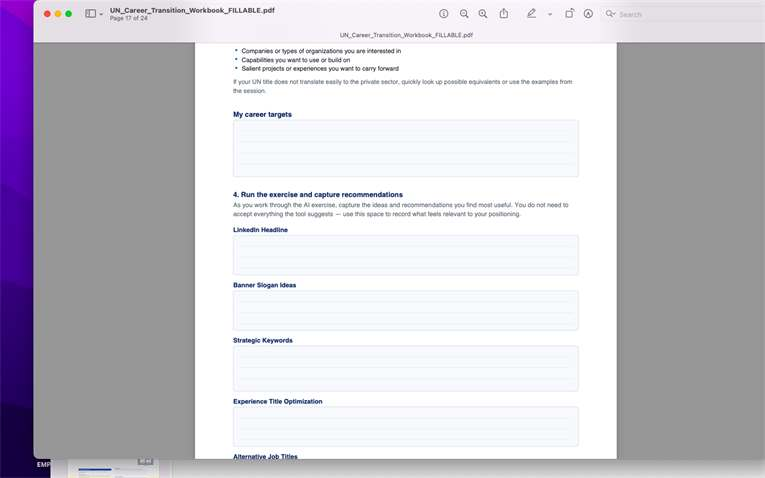 UN_Career_Transition_Workbook_FILLABLE.pdf
Page 17 of 24
Search
UN_Career_Transition_Workbook_FILLABLE.pdf
• Companies or types of organizations you are interested in
• Capabilities you want to use or build on
• Salient projects or experiences you want to carry forward
If your UN title does not translate easily to the private sector, quickly look up possible equivalents or use the examples from
the session.
My career targets
4. Run the exercise and capture recommendations
As you work through the AI exercise, capture the ideas and recommendations you find most useful. You do not need to
accept everything the tool suggests — use this space to record what feels relevant to your positioning.
LinkedIn Headline
Banner Slogan Ideas
Strategic Keywords
Experience Title Optimization
Alternative Job Titles
EMP